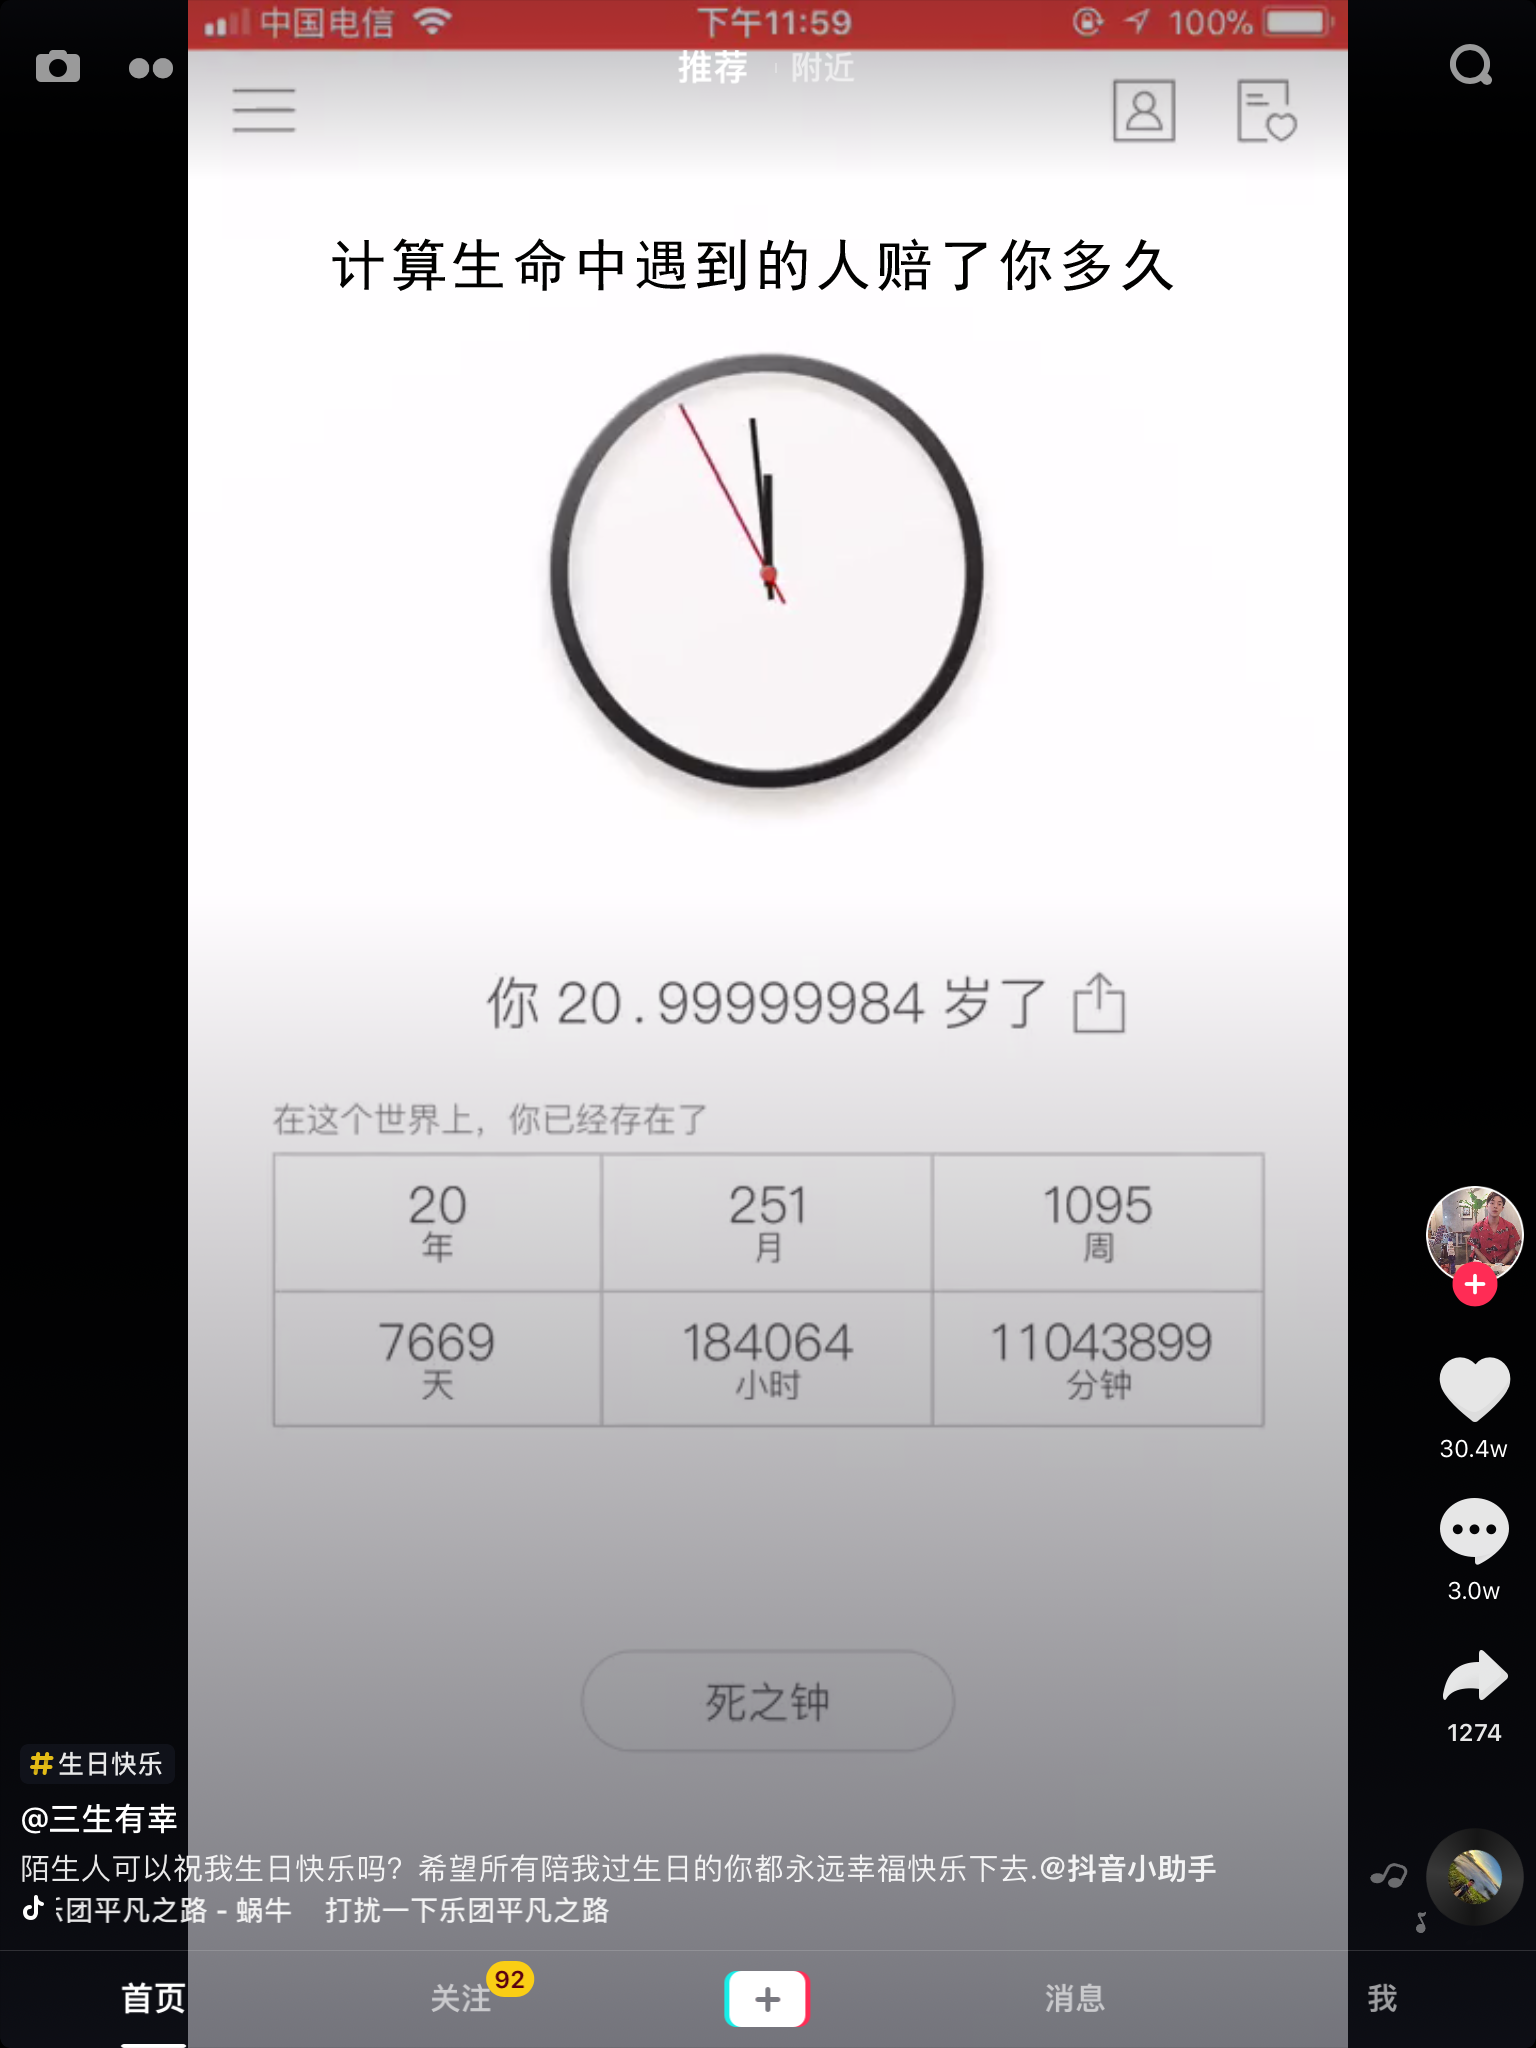 中国电信
下午11:59
100%
推荐
附近
计算生命中遇到的人赔了你多久
你 20.99999984 岁了
在这个世界上，你已经存在了
20 251 1095
年 月 周
7669 184064 11043899
天 小时 分钟
死之钟
30.4w
3.0w
1274
#生日快乐
@三生有幸
陌生人可以祝我生日快乐吗？希望所有陪我过生日的你都永远幸福快乐下去.@抖音小助手
团平凡之路 - 蜗牛 打扰一下乐团平凡之路
首页 关注 92 消息 我